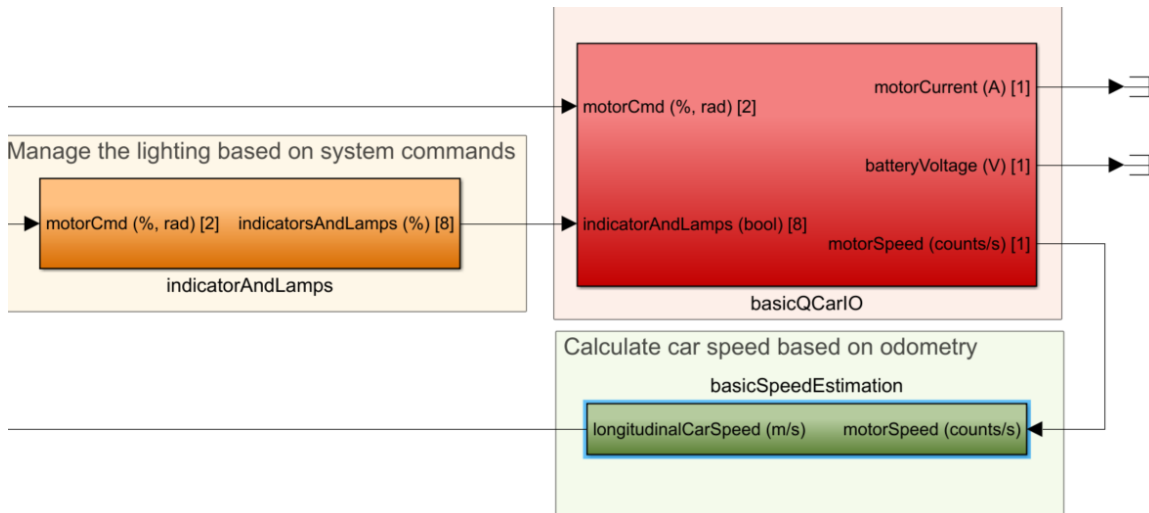 motorCmd (%, rad) [2]
motorCurrent (A) [1]
batteryVoltage (V) [1]
indicatorAndLamps (bool) [8]
motorSpeed (counts/s) [1]
basicQCarIO
Manage the lighting based on system commands
motorCmd (%, rad) [2]
indicatorsAndLamps (%) [8]
indicatorAndLamps
Calculate car speed based on odometry
basicSpeedEstimation
longitudinalCarSpeed (m/s)
motorSpeed (counts/s)